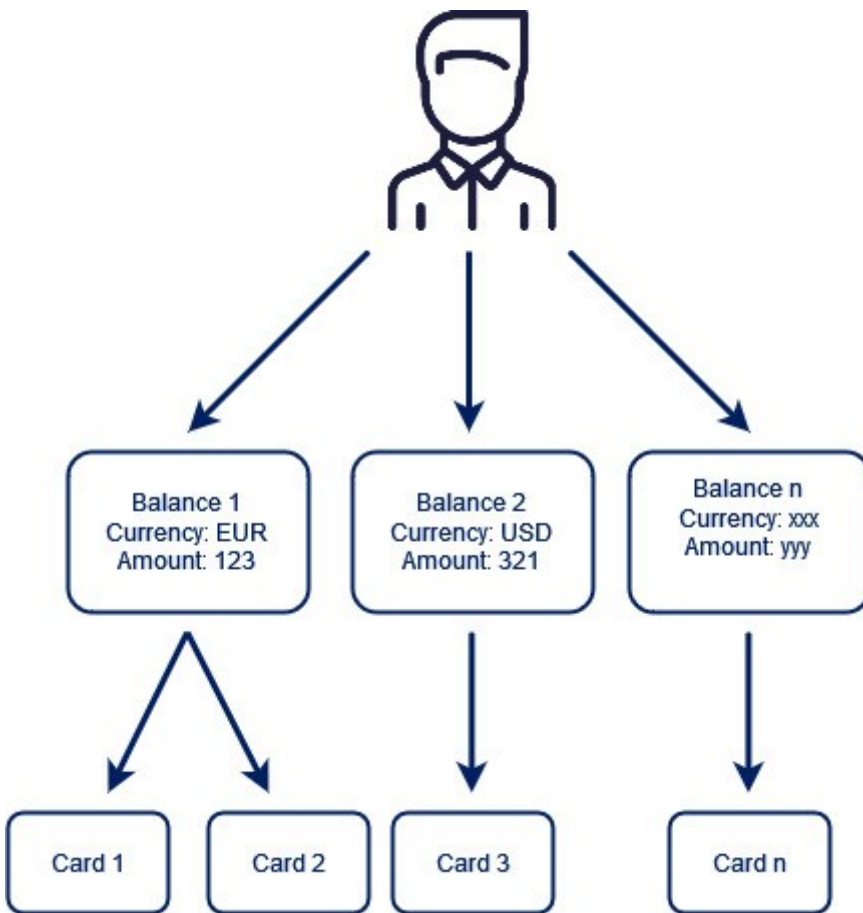 Balance 1
Currency: EUR
Amount: 123
Balance 2
Currency: USD
Amount: 321
Balance n
Currency: xxx
Amount: yyy
Card 1
Card 2
Card 3
Card n